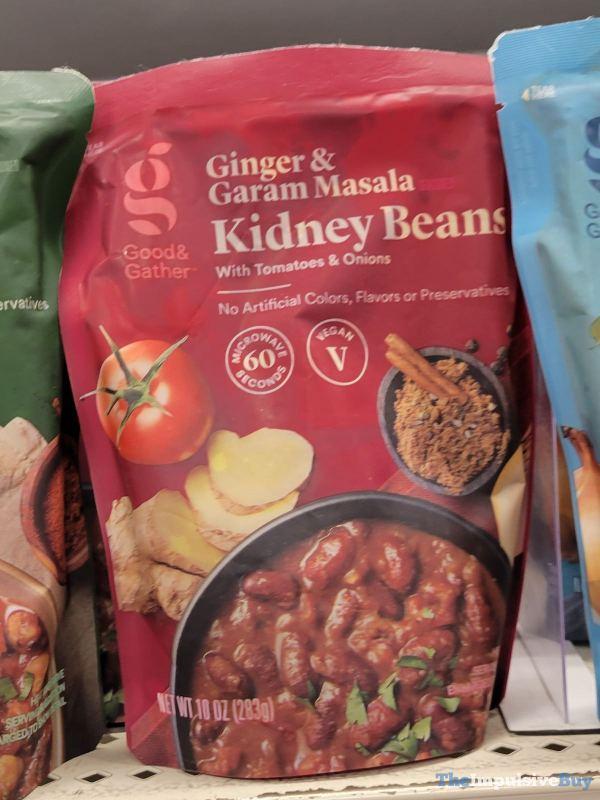 Good&
Gather
Ginger &
Garam Masala
Kidney Beans
With Tomatoes & Onions
No Artificial Colors, Flavors or Preservatives
MICROWAVE
60
SECONDS
VEGAN
V
NET WT 10 OZ (283g)
ervatives
TheImpulsiveBuy